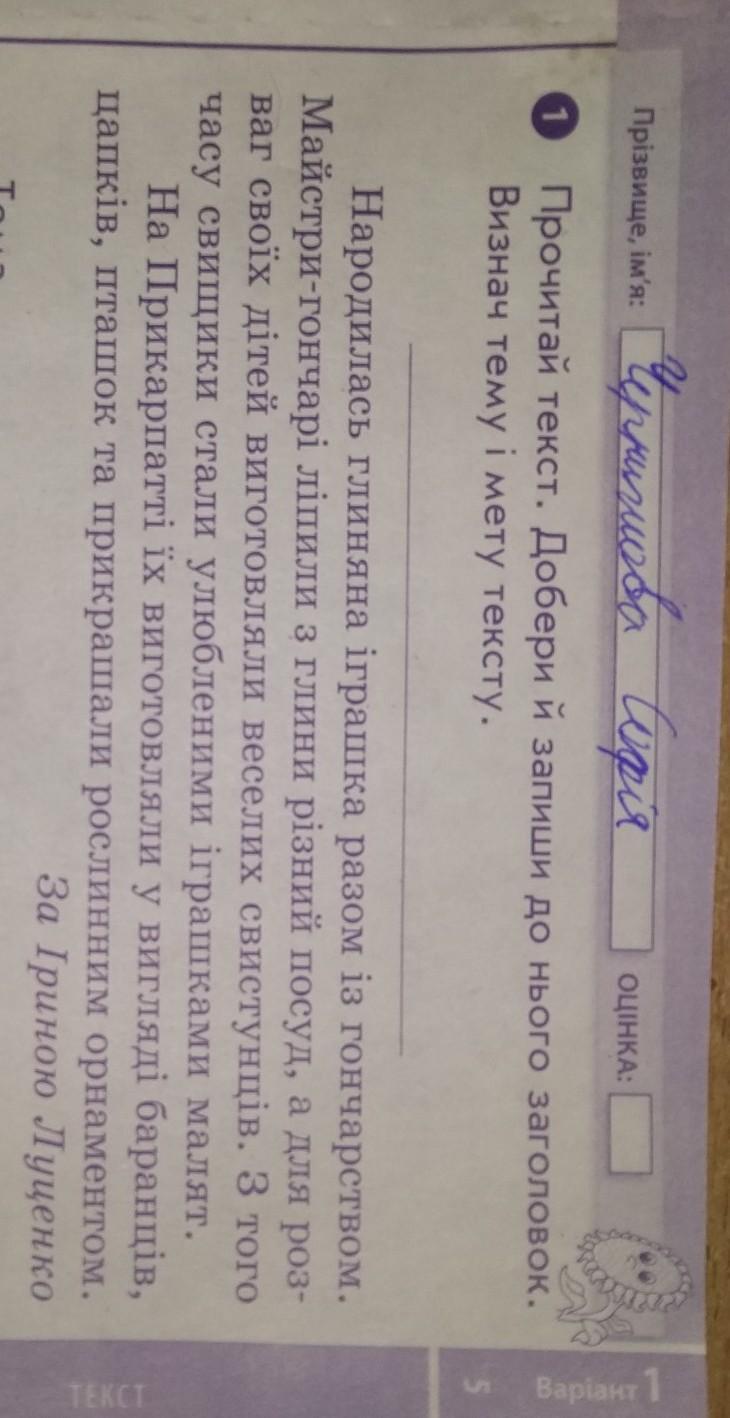 Прізвище, ім'я: Софія ОЦІНКА:
Варіант 1
5
1 Прочитай текст. Добери й запиши до нього заголовок.
Визнач тему і мету тексту.
Народилась глиняна іграшка разом із гончарством.
Майстри-гончарі ліпили з глини різний посуд, а для роз-
ваг своїх дітей виготовляли веселих свистунців. З того
часу свищики стали улюбленими іграшками малят.
На Прикарпатті їх виготовляли у вигляді баранців,
цапків, пташок та прикрашали рослинним орнаментом.
За Іриною Луценко
ТЕКСТ